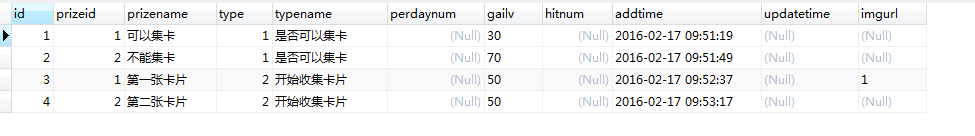 id prizeid prizename type typename perdaynum gailv hitnum addtime updatetime imgurl
1 1 可以集卡 1 是否可以集卡 (Null) 30 (Null) 2016-02-17 09:51:19 (Null) (Null)
2 2 不能集卡 1 是否可以集卡 (Null) 70 (Null) 2016-02-17 09:51:49 (Null) (Null)
3 1 第一张卡片 2 开始收集卡片 (Null) 50 (Null) 2016-02-17 09:52:37 (Null) 1
4 2 第二张卡片 2 开始收集卡片 (Null) 50 (Null) 2016-02-17 09:53:17 (Null) (Null)